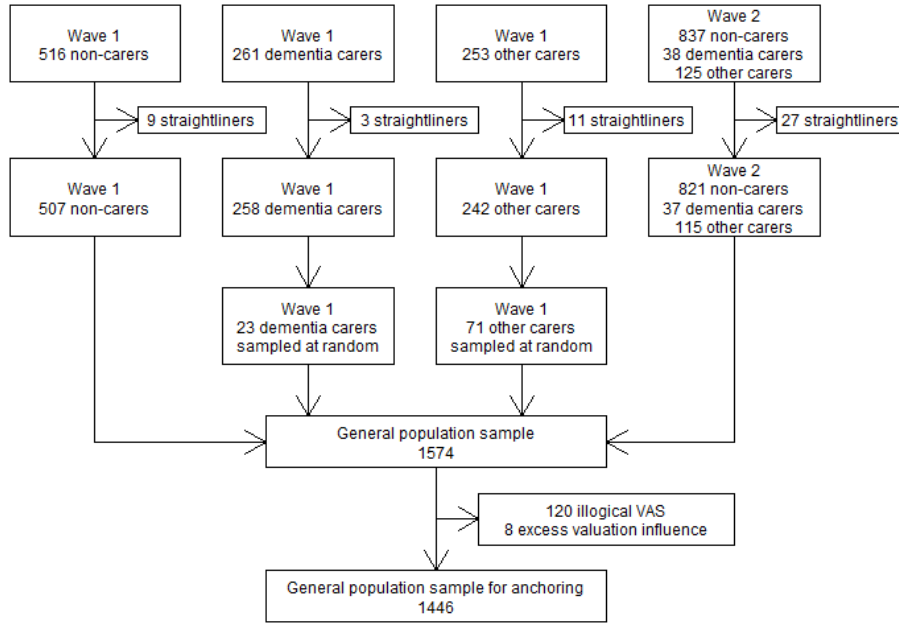 Wave 1
516 non-carers
Wave 1
261 dementia carers
Wave 1
253 other carers
Wave 2
837 non-carers
38 dementia carers
125 other carers
9 straightliners
3 straightliners
11 straightliners
27 straightliners
Wave 1
507 non-carers
Wave 1
258 dementia carers
Wave 1
242 other carers
Wave 2
821 non-carers
37 dementia carers
115 other carers
Wave 1
23 dementia carers
sampled at random
Wave 1
71 other carers
sampled at random
General population sample
1574
120 illogical VAS
8 excess valuation influence
General population sample for anchoring
1446